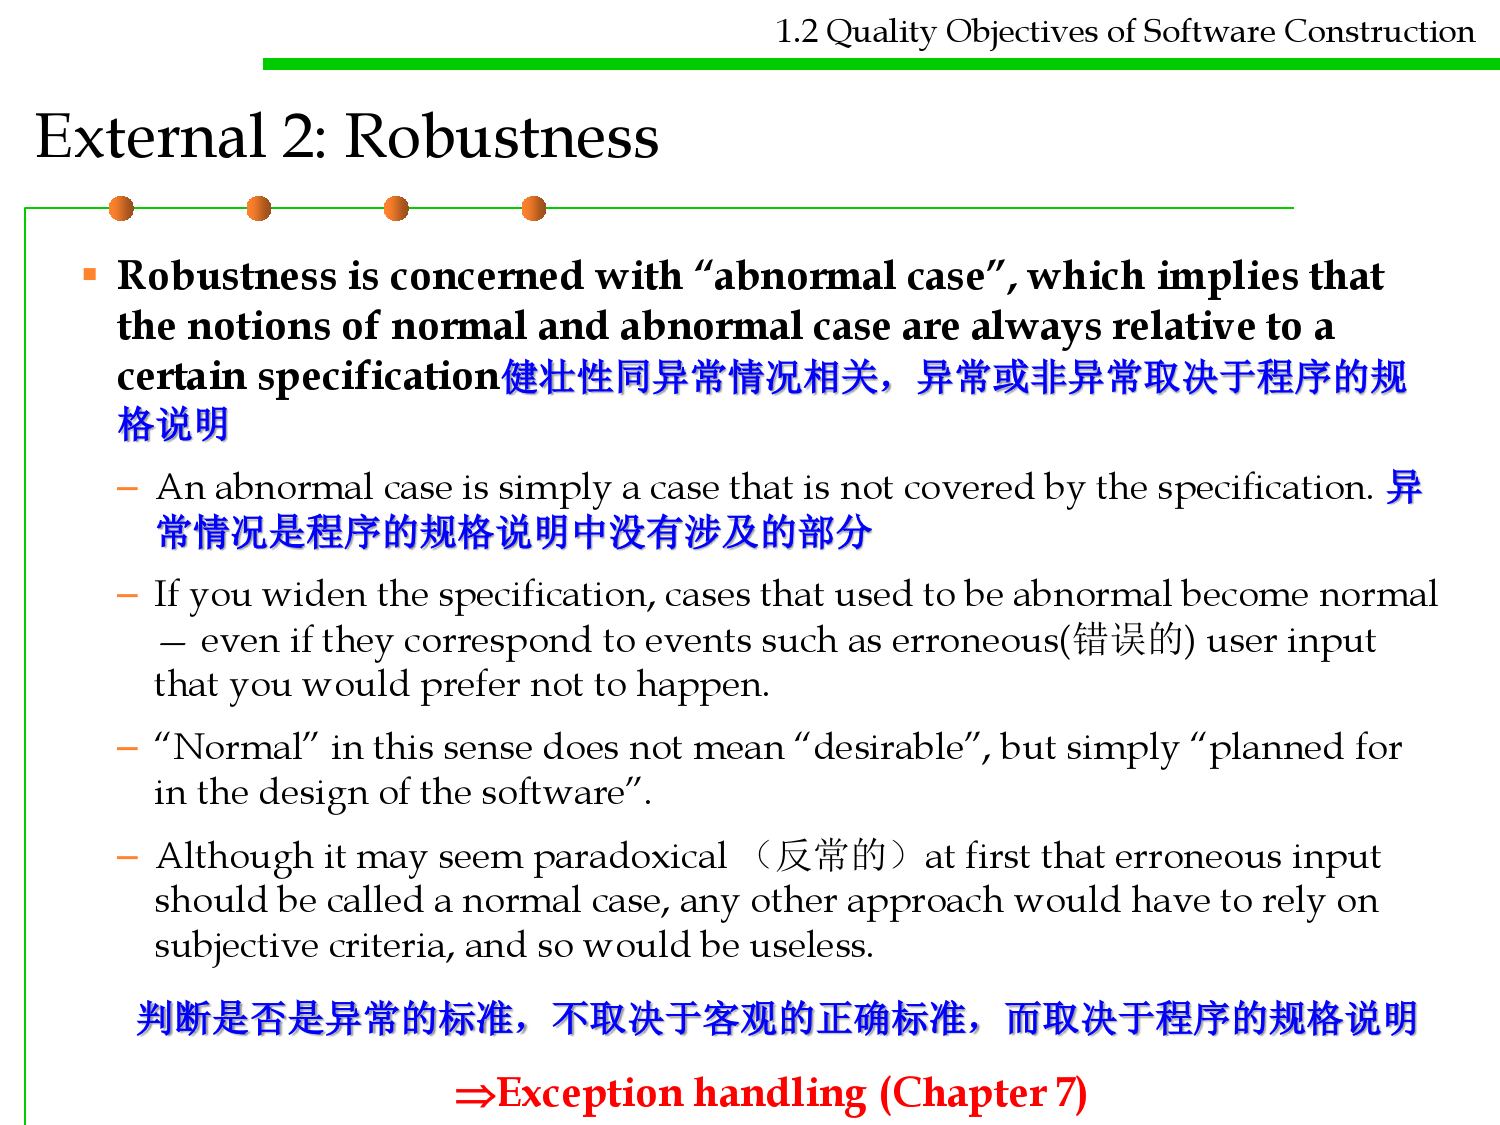 1.2 Quality Objectives of Software Construction
External 2: Robustness
▪ Robustness is concerned with “abnormal case”, which implies that
the notions of normal and abnormal case are always relative to a
certain specification健壮性同异常情况相关，异常或非异常取决于程序的规
格说明
– An abnormal case is simply a case that is not covered by the specification. 异
常情况是程序的规格说明中没有涉及的部分
– If you widen the specification, cases that used to be abnormal become normal
— even if they correspond to events such as erroneous(错误的) user input
that you would prefer not to happen.
– “Normal” in this sense does not mean “desirable”, but simply “planned for
in the design of the software”.
– Although it may seem paradoxical （反常的）at first that erroneous input
should be called a normal case, any other approach would have to rely on
subjective criteria, and so would be useless.
判断是否是异常的标准，不取决于客观的正确标准，而取决于程序的规格说明
⇒Exception handling (Chapter 7)